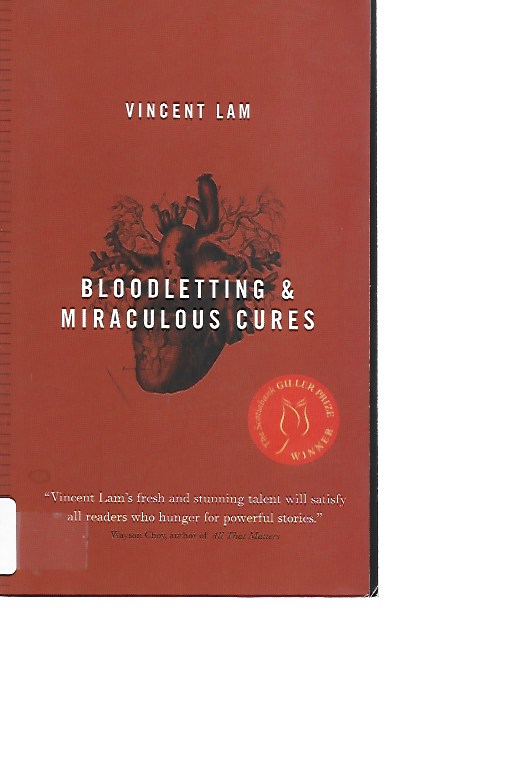 VINCENT LAM
BLOODLETTING &
MIRACULOUS CURES
The Scotiabank GILLER PRIZE
WINNER
“Vincent Lam’s fresh and stunning talent will satisfy
all readers who hunger for powerful stories.”
Wayson Choy, author of All That Matters